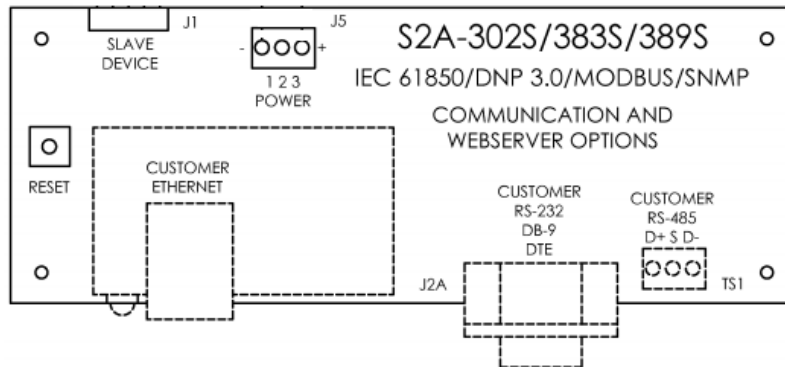 J1
SLAVE
DEVICE
J5
- +
1 2 3
POWER
S2A-302S/383S/389S
IEC 61850/DNP 3.0/MODBUS/SNMP
COMMUNICATION AND
WEBSERVER OPTIONS
RESET
CUSTOMER
ETHERNET
CUSTOMER
RS-232
DB-9
DTE
CUSTOMER
RS-485
D+ S D-
J2A
TS1